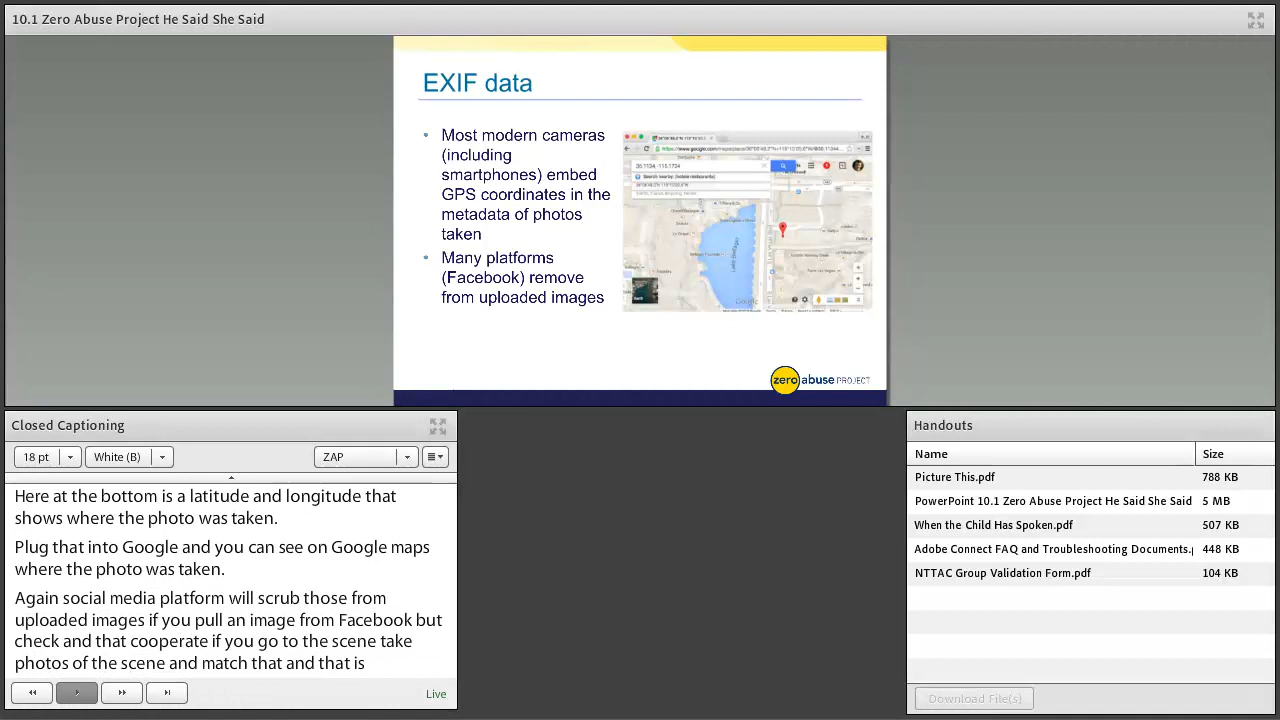 10.1 Zero Abuse Project He Said She Said
EXIF data
Most modern cameras
(including
smartphones) embed
GPS coordinates in the
metadata of photos
taken
Many platforms
(Facebook) remove
from uploaded images
36.1134,-115.1734
Google
zero abuse PROJECT
Closed Captioning
18 pt
White (B)
ZAP
Here at the bottom is a latitude and longitude that
shows where the photo was taken.
Plug that into Google and you can see on Google maps
where the photo was taken.
Again social media platform will scrub those from
uploaded images if you pull an image from Facebook but
check and that cooperate if you go to the scene take
photos of the scene and match that and that is
Live
Handouts
Name Size
Picture This.pdf 788 KB
PowerPoint 10.1 Zero Abuse Project He Said She Said 5 MB
When the Child Has Spoken.pdf 507 KB
Adobe Connect FAQ and Troubleshooting Documents.p 448 KB
NTTAC Group Validation Form.pdf 104 KB
Download File(s)